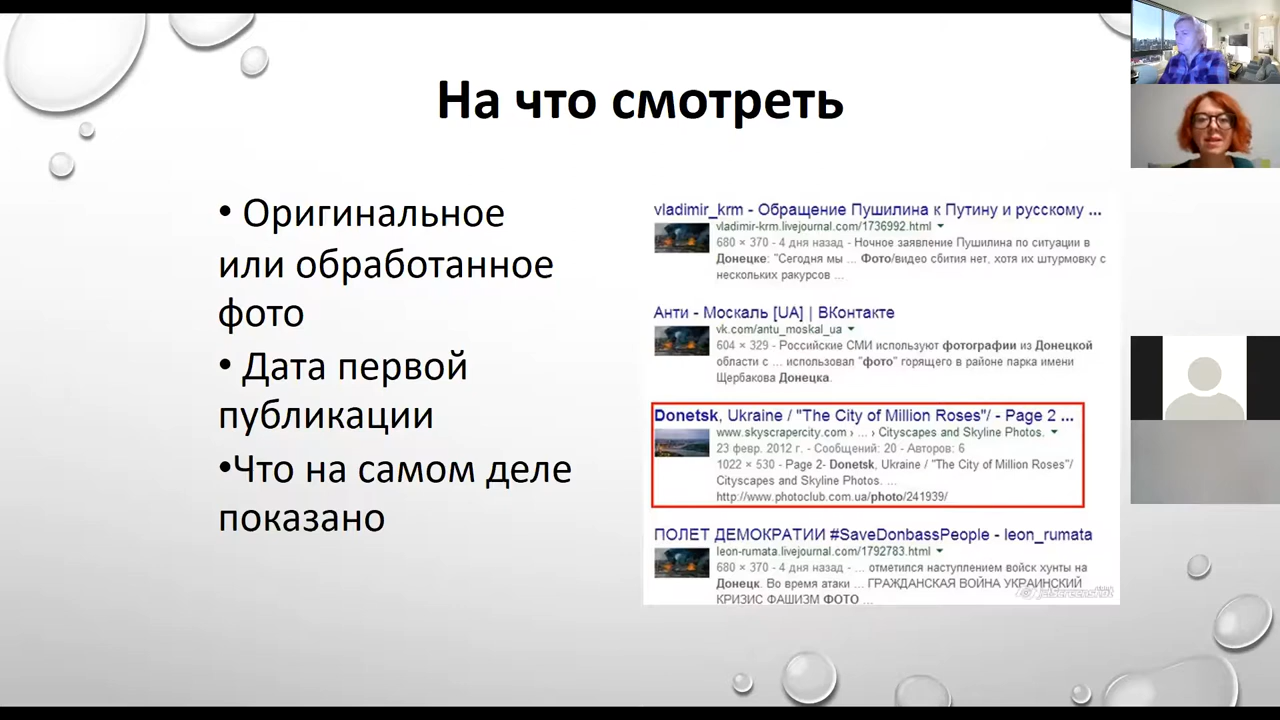 На что смотреть
• Оригинальное
или обработанное
фото
• Дата первой
публикации
•Что на самом деле
показано
vladimir_krm - Обращение Пушилина к Путину и русскому ...
vladimir-krm.livejournal.com/1736992.html
680 × 370 - 4 дня назад - Ночное заявление Пушилина по ситуации в
Донецке: "Сегодня мы ... Фото/видео сбития нет, хотя их штурмовку с
нескольких ракурсов ...
Анти - Москаль [UA] | ВКонтакте
vk.com/antu_moskal_ua
604 × 329 - Российские СМИ используют фотографии из Донецкой
области с ... использовал "фото" горящего в районе парка имени
Щербакова Донецка.
Donetsk, Ukraine / "The City of Million Roses"/ - Page 2 ...
www.skyscrapercity.com › ... › Cityscapes and Skyline Photos.
23 февр. 2012 г. - Сообщений: 20 - Авторов: 6
1022 × 530 - Page 2- Donetsk, Ukraine / "The City of Million Roses"/
Cityscapes and Skyline Photos. ...
http://www.photoclub.com.ua/photo/241939/
ПОЛЕТ ДЕМОКРАТИИ #SaveDonbassPeople - leon_rumata
leon-rumata.livejournal.com/1792783.html
680 × 370 - 4 дня назад - ... отметился наступлением войск хунты на
Донецк. Во время атаки ... ГРАЖДАНСКАЯ ВОЙНА УКРАИНСКИЙ
КРИЗИС ФАШИЗМ ФОТО ...